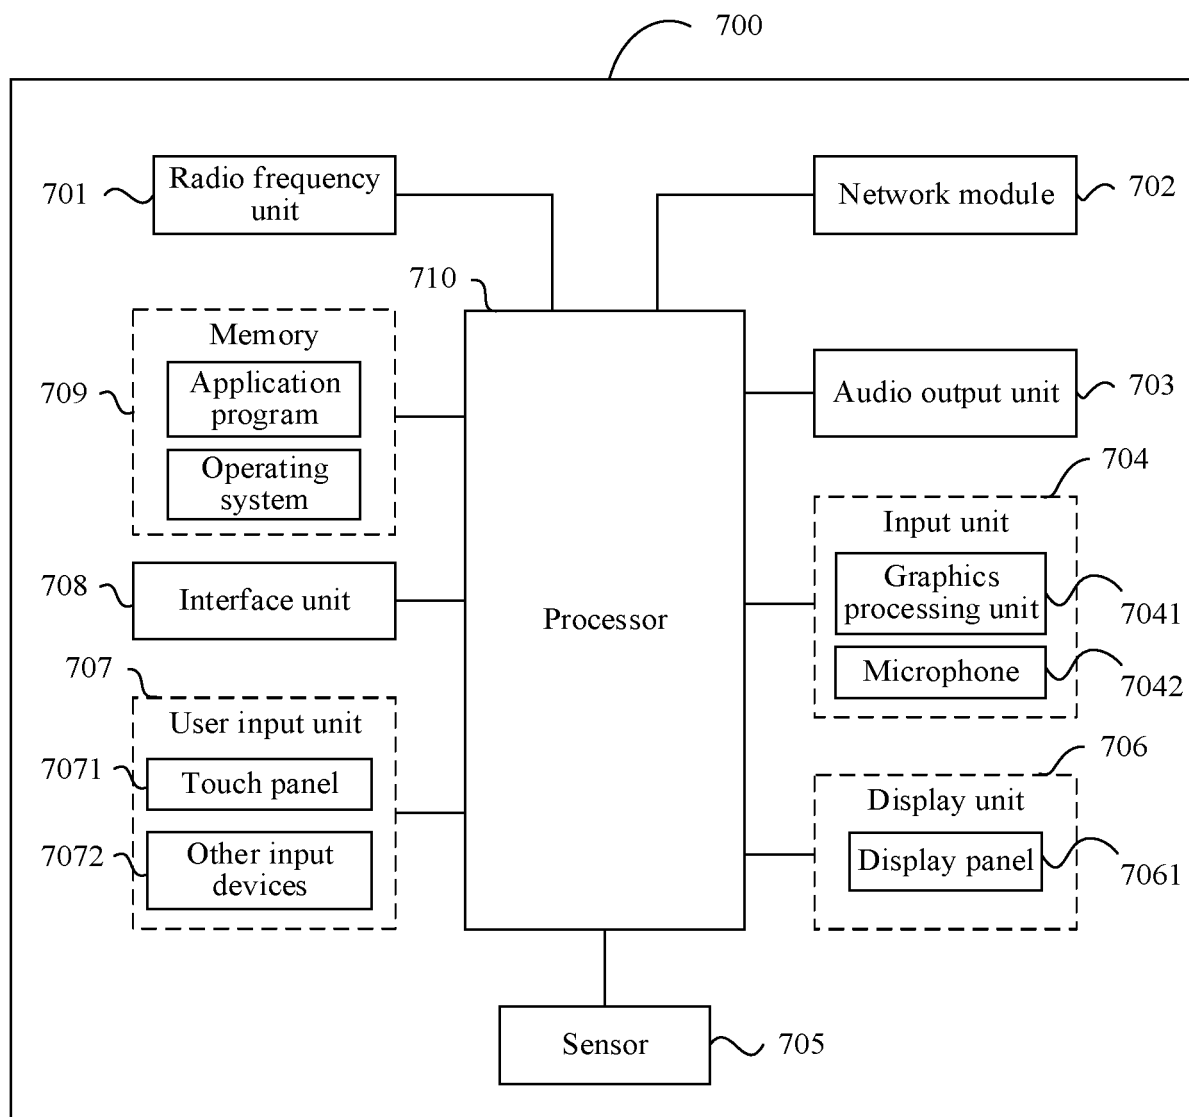 700
701
Radio frequency
unit
Network module
702
710
Memory
709
Application
program
Operating
system
Audio output unit
703
704
Input unit
Graphics
processing unit
7041
Microphone
7042
708
Interface unit
Processor
707
User input unit
7071
Touch panel
7072
Other input
devices
706
Display unit
Display panel
7061
Sensor
705